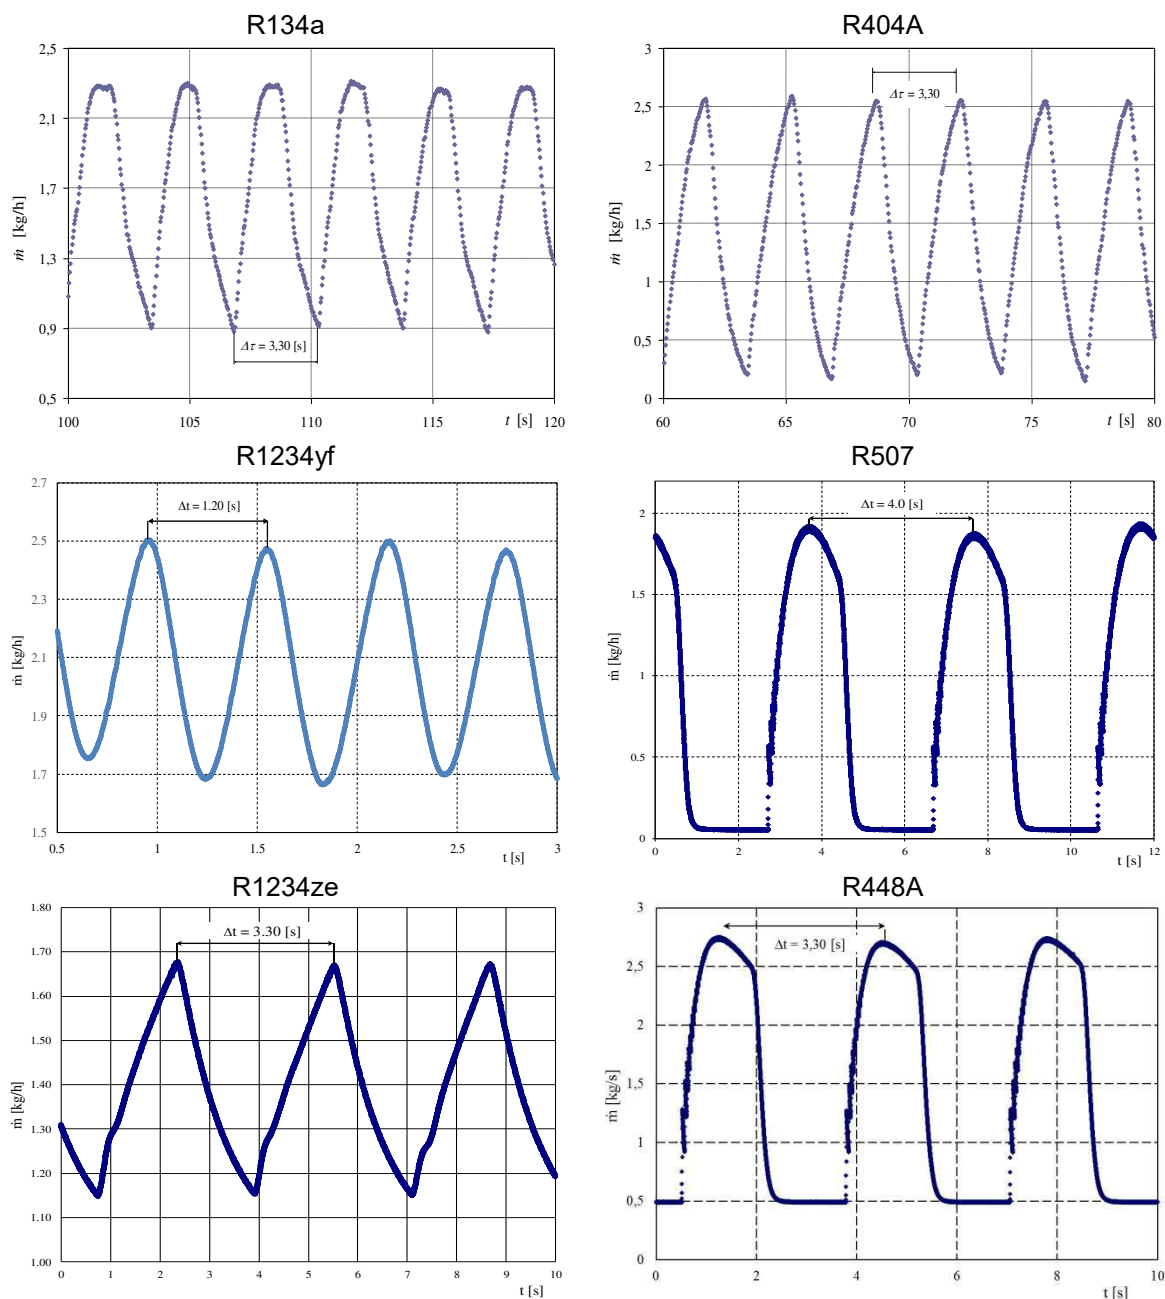 R134a
2,5
2,1
1,7
1,3
0,9
0,5
ṁ [kg/h]
Δτ = 3,30 [s]
100 105 110 115 120
t [s]
R404A
3
2,5
2
1,5
1
0,5
0
ṁ [kg/h]
Δτ = 3,30
60 65 70 75 80
t [s]
R1234yf
2.7
2.5
2.3
2.1
1.9
1.7
1.5
ṁ [kg/h]
Δt = 1.20 [s]
0.5 1 1.5 2 2.5 3
t [s]
R507
2
1.5
1
0.5
0
ṁ [kg/h]
Δt = 4.0 [s]
0 2 4 6 8 10 12
t [s]
R1234ze
1.80
1.70
1.60
1.50
1.40
1.30
1.20
1.10
1.00
ṁ [kg/h]
Δt = 3.30 [s]
0 1 2 3 4 5 6 7 8 9 10
t [s]
R448A
3
2,5
2
1,5
1
0,5
0
ṁ [kg/s]
Δt = 3,30 [s]
0 2 4 6 8 10
t [s]